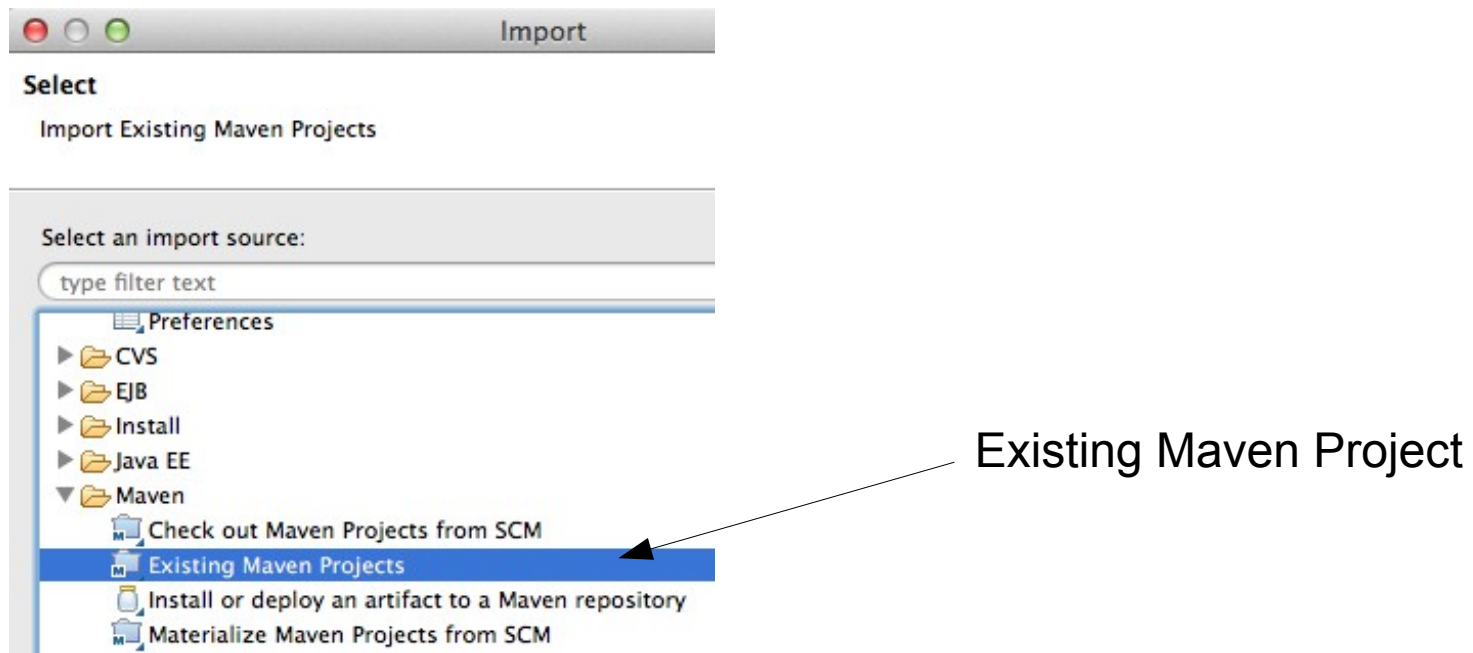 Import
Select
Import Existing Maven Projects
Select an import source:
type filter text
Preferences
CVS
EJB
Install
Java EE
Maven
Check out Maven Projects from SCM
Existing Maven Projects
Install or deploy an artifact to a Maven repository
Materialize Maven Projects from SCM
Existing Maven Project